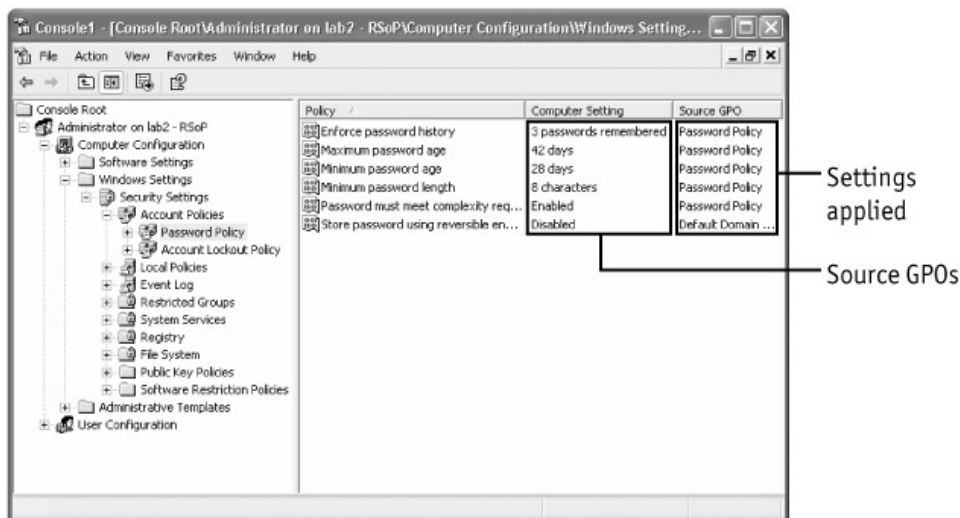 Console1 - [Console Root\Administrator on lab2 - RSoP\Computer Configuration\Windows Setting...
File Action View Favorites Window Help
Console Root
Administrator on lab2 - RSoP
Computer Configuration
Software Settings
Windows Settings
Security Settings
Account Policies
Password Policy
Account Lockout Policy
Local Policies
Event Log
Restricted Groups
System Services
Registry
File System
Public Key Policies
Software Restriction Policies
Administrative Templates
User Configuration
Policy Computer Setting Source GPO
Enforce password history 3 passwords remembered Password Policy
Maximum password age 42 days Password Policy
Minimum password age 28 days Password Policy
Minimum password length 8 characters Password Policy
Password must meet complexity req... Enabled Password Policy
Store password using reversible en... Disabled Default Domain ...
Settings
applied
Source GPOs